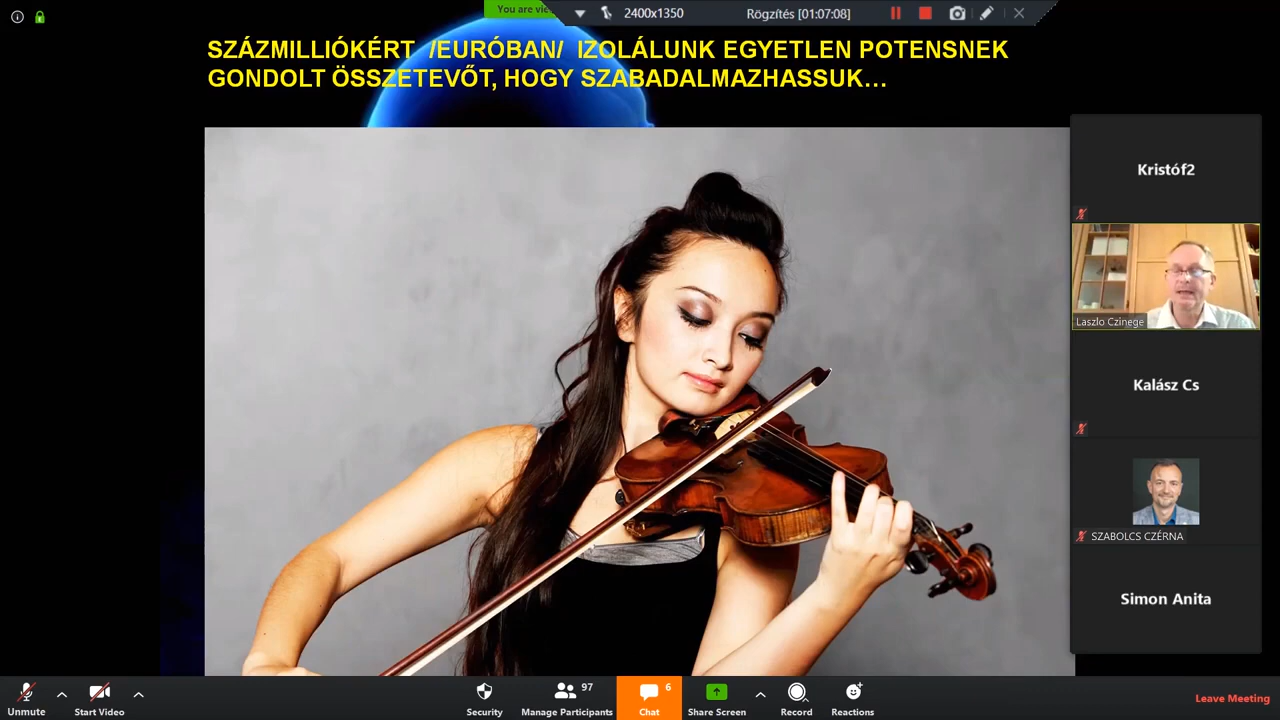 You are vie
2400x1350
Rögzítés [01:07:08]
SZÁZMILLIÓKÉRT /EURÓBAN/ IZOLÁLUNK EGYETLEN POTENSNEK
GONDOLT ÖSSZETEVŐT, HOGY SZABADALMAZHASSUK...
Kristóf2
Laszlo Czinege
Kalász Cs
SZABOLCS CZÉRNA
Simon Anita
Unmute
Start Video
Security
97
Manage Participants
6
Chat
Share Screen
Record
Reactions
Leave Meeting